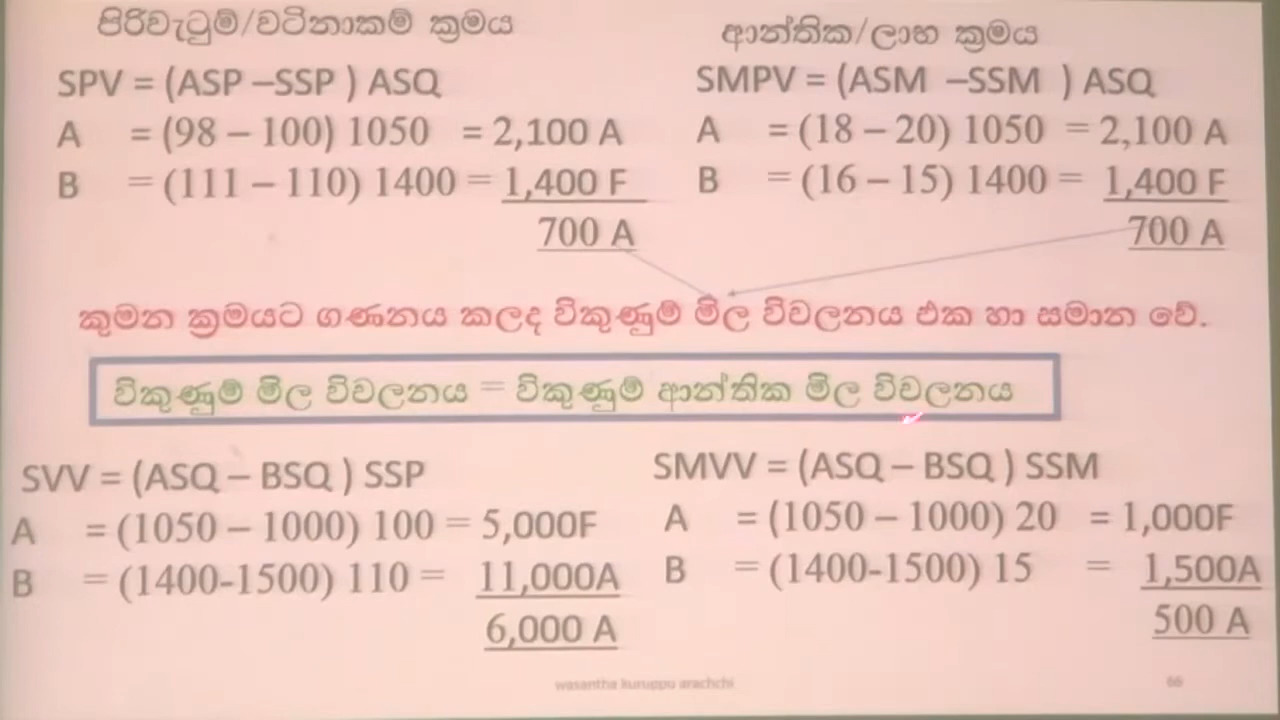 පිරිවැටුම්/වටිනාකම් ක්‍රමය
SPV = (ASP –SSP ) ASQ
A = (98 – 100) 1050 = 2,100 A
B = (111 – 110) 1400 = 1,400 F
700 A
ආන්තික/ලාභ ක්‍රමය
SMPV = (ASM –SSM ) ASQ
A = (18 – 20) 1050 = 2,100 A
B = (16 – 15) 1400 = 1,400 F
700 A
කුමන ක්‍රමයට ගණනය කලද විකුණුම් මිල විචලනය එක හා සමාන වේ.
විකුණුම් මිල විචලනය = විකුණුම් ආන්තික මිල විචලනය
SVV = (ASQ – BSQ ) SSP
A = (1050 – 1000) 100 = 5,000F
B = (1400-1500) 110 = 11,000A
6,000 A
SMVV = (ASQ – BSQ ) SSM
A = (1050 – 1000) 20 = 1,000F
B = (1400-1500) 15 = 1,500A
500 A
wasantha kuruppu arachchi
66